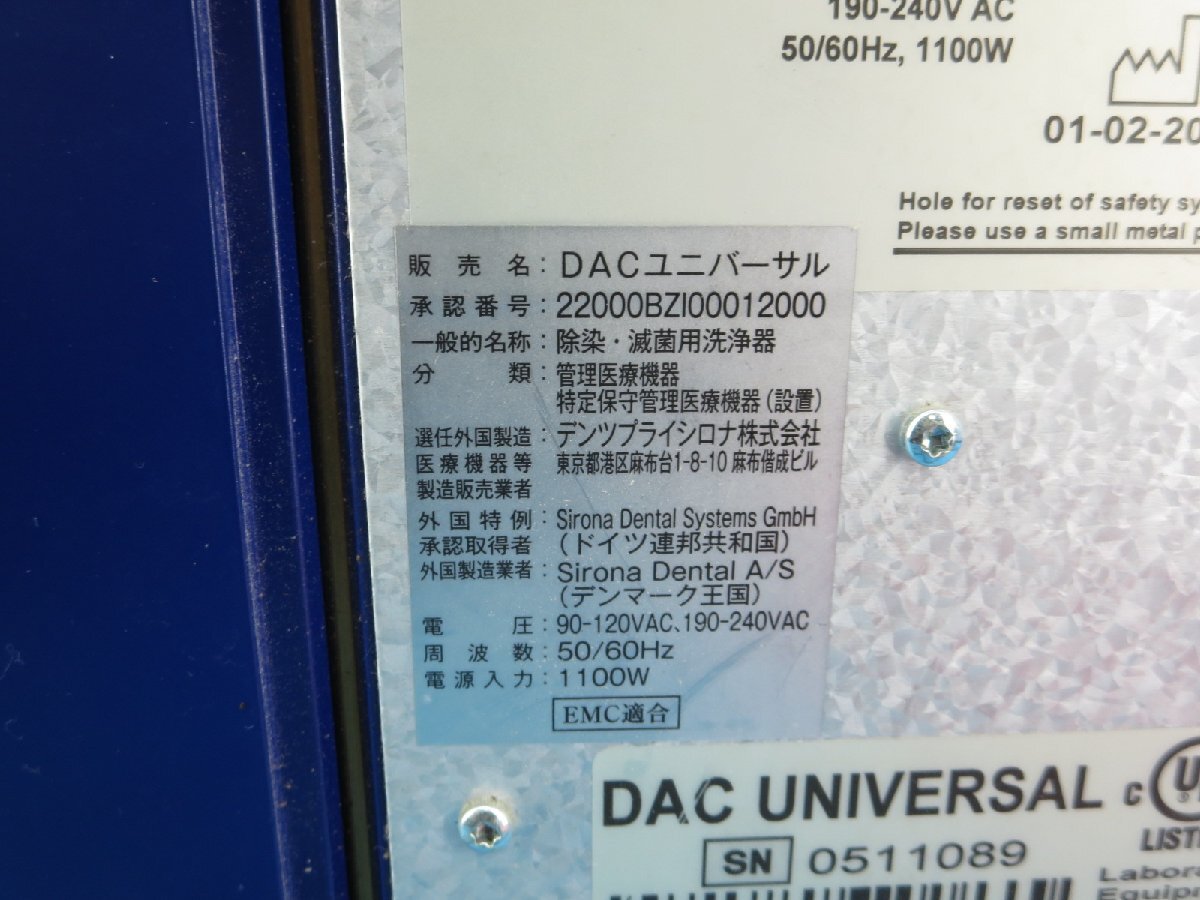 190-240V AC
50/60Hz, 1100W
01-02-20
Hole for reset of safety sy
Please use a small metal p
販売名：DACユニバーサル
承認番号：22000BZI00012000
一般的名称：除染・滅菌用洗浄器
分類：管理医療機器
特定保守管理医療機器（設置）
選任外国製造：デンツプライシロナ株式会社
医療機器等 東京都港区麻布台1-8-10 麻布偕成ビル
製造販売業者
外国特例：Sirona Dental Systems GmbH
承認取得者（ドイツ連邦共和国）
外国製造業者：Sirona Dental A/S
（デンマーク王国）
電圧：90-120VAC、190-240VAC
周波数：50/60Hz
電源入力：1100W
EMC適合
DAC UNIVERSAL c U
LIST
SN 0511089
Labora
Equip